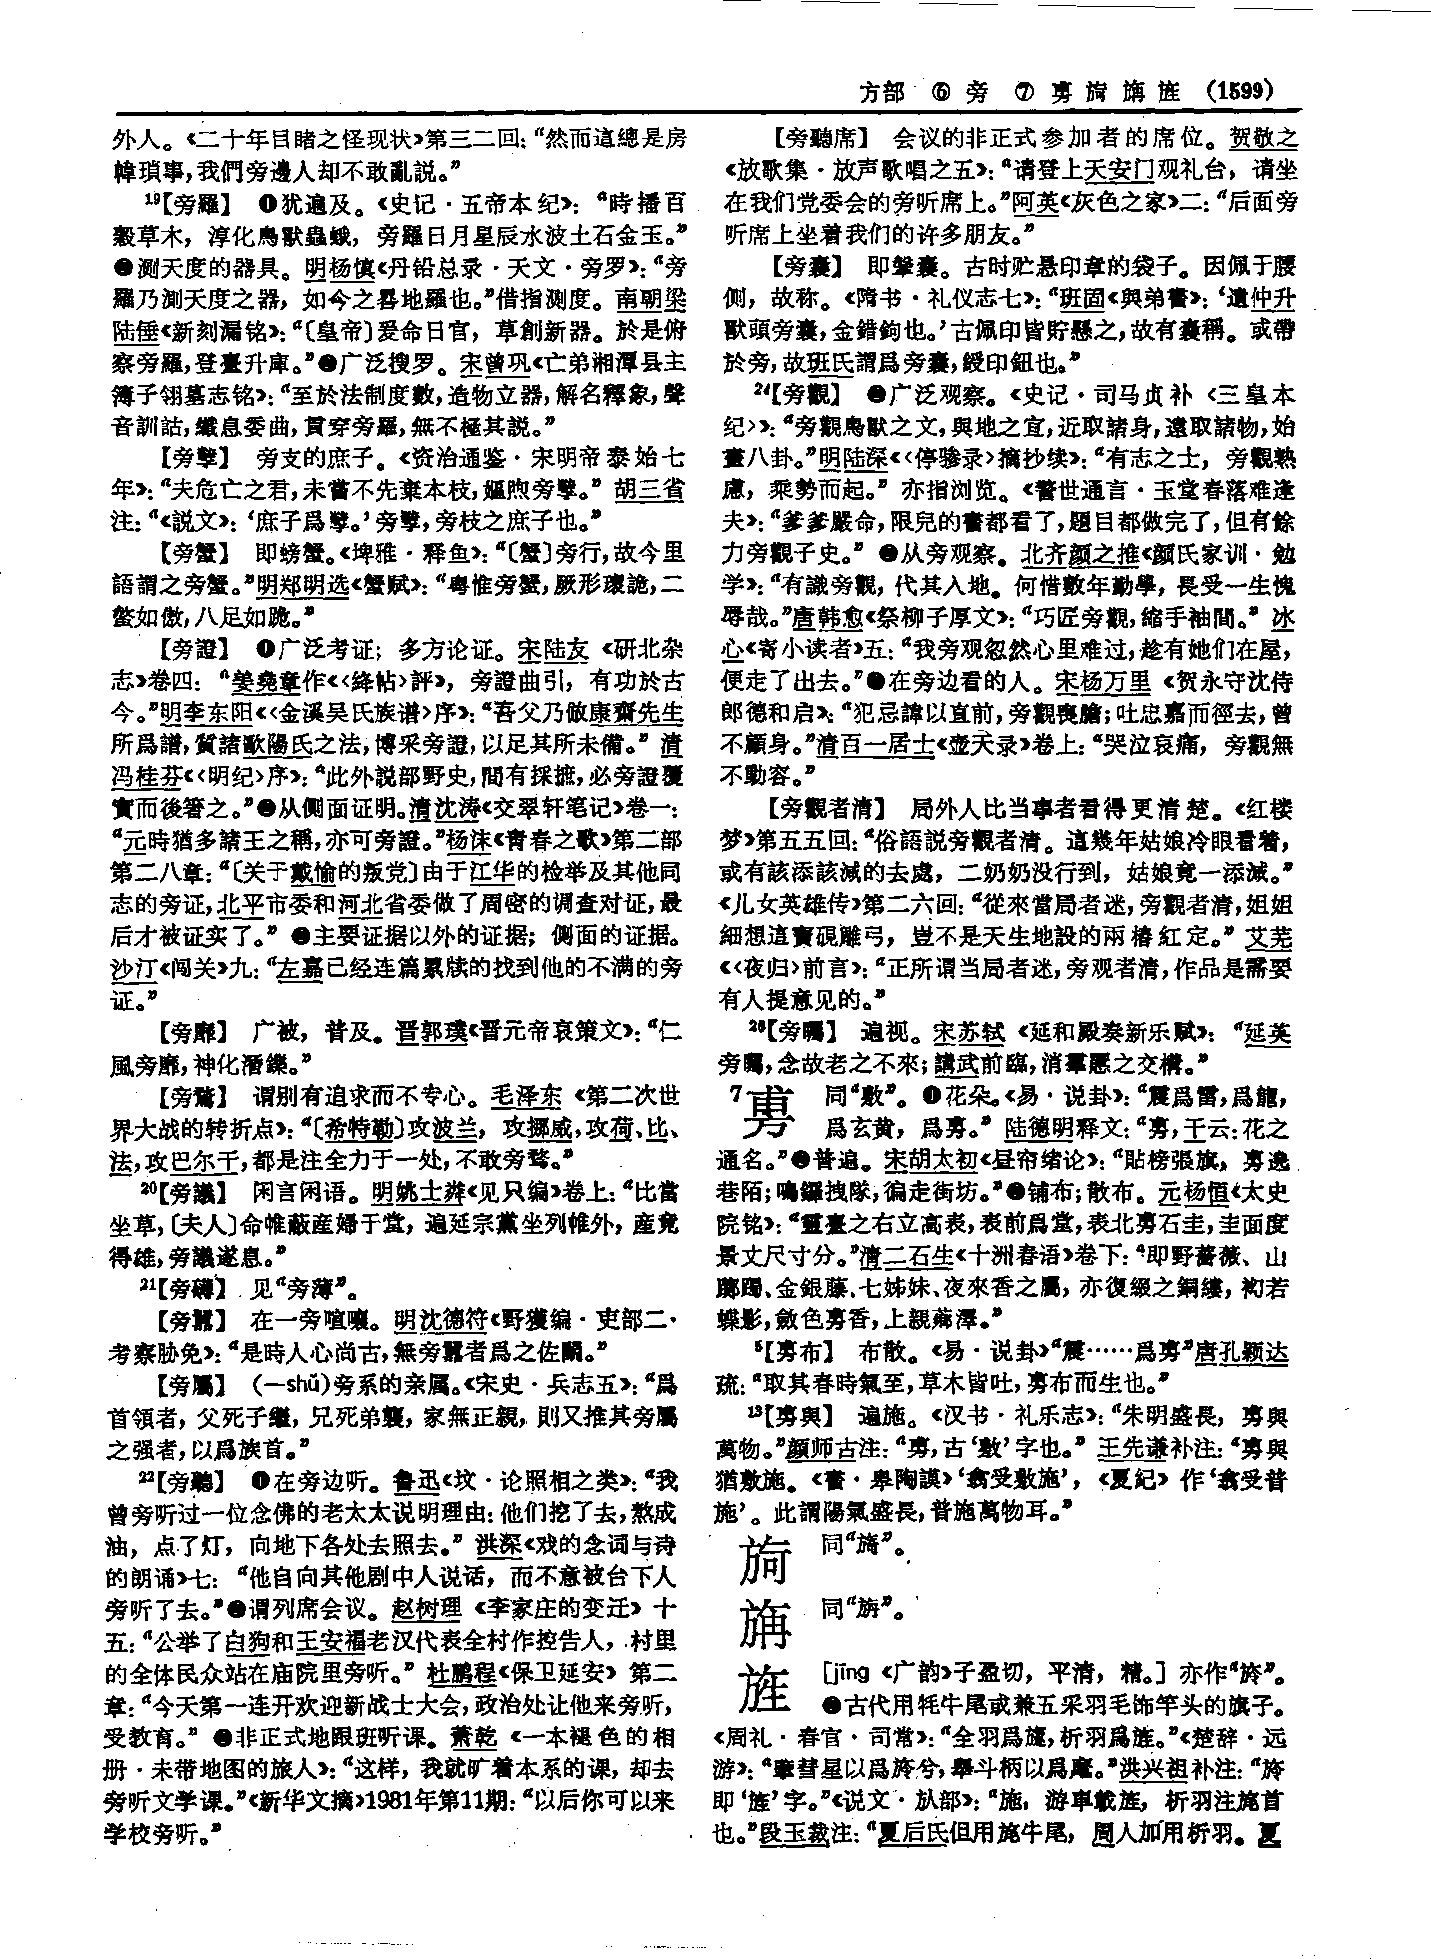 方部 ⑥ 旁 ⑦ 旉 㫍 旃 旌 (1599)
外人。《二十年目睹之怪现状》第三二回：“然而這總是房
幃瑣事，我們旁邊人却不敢亂説。”
19【旁羅】 ❶犹遍及。《史记·五帝本纪》：“時播百
穀草木，淳化鳥獸蟲蛾，旁羅日月星辰水波土石金玉。”
❷测天度的器具。明杨慎《丹铅总录·天文·旁罗》：“旁
羅乃測天度之器，如今之晷地羅也。”借指测度。南朝梁
陆倕《新刻漏铭》：“〔皇帝〕爰命日官，草創新器。於是俯
察旁羅，登臺升庫。”❸广泛搜罗。宋曾巩《亡弟湘潭县主
簿子翊墓志铭》：“至於法制度數，造物立器，解名釋象，聲
音訓詁，纖息委曲，貫穿旁羅，無不極其説。”
【旁孽】 旁支的庶子。《资治通鉴·宋明帝泰始七
年》：“夫危亡之君，未嘗不先棄本枝，嫗煦旁孽。”胡三省
注：“《説文》：‘庶子爲孽。’旁孽，旁枝之庶子也。”
【旁蟹】 即螃蟹。《埤雅·释鱼》：“〔蟹〕旁行，故今里
語謂之旁蟹。”明郑明选《蟹赋》：“粤惟旁蟹，厥形瓌詭，二
螯如傲，八足如跪。”
【旁證】 ❶广泛考证；多方论证。宋陆友《研北杂
志》卷四：“姜堯章作《〈絳帖〉評》，旁證曲引，有功於古
今。”明李东阳《〈金溪吴氏族谱〉序》：“吾父乃倣康齋先生
所爲譜，質諸歐陽氏之法，博采旁證，以足其所未備。”清
冯桂芬《〈明纪〉序》：“此外説部野史，間有採摭，必旁證覆
實而後箸之。”❷从侧面证明。清沈涛《交翠轩笔记》卷一：
“元時猶多諸王之稱，亦可旁證。”杨沫《青春之歌》第二部
第二八章：“〔关于戴愉的叛党〕由于江华的检举及其他同
志的旁证，北平市委和河北省委做了周密的调查对证，最
后才被证实了。”❸主要证据以外的证据；侧面的证据。
沙汀《闯关》九：“左嘉已经连篇累牍的找到他的不满的旁
证。”
【旁靡】 广被，普及。晋郭璞《晋元帝哀策文》：“仁
風旁靡，神化潛鑠。”
【旁騖】 谓别有追求而不专心。毛泽东《第二次世
界大战的转折点》：“〔希特勒〕攻波兰，攻挪威，攻荷、比、
法，攻巴尔干，都是注全力于一处，不敢旁骛。”
20【旁議】 闲言闲语。明姚士粦《见只编》卷上：“比當
坐草，〔夫人〕命帷蔽産婦于堂，遍延宗黨坐列帷外，産竟
得雄，旁議遂息。”
21【旁礴】 见“旁薄”。
【旁囂】 在一旁喧嚷。明沈德符《野獲编·吏部二·
考察胁免》：“是時人心尚古，無旁囂者爲之佐鬭。”
【旁屬】 （—shǔ）旁系的亲属。《宋史·兵志五》：“爲
首領者，父死子繼，兄死弟襲，家無正親，則又推其旁屬
之强者，以爲族首。”
22【旁聽】 ❶在旁边听。鲁迅《坟·论照相之类》：“我
曾旁听过一位念佛的老太太说明理由：他们挖了去，熬成
油，点了灯，向地下各处去照去。”洪深《戏的念词与诗
的朗诵》七：“他自向其他剧中人说话，而不意被台下人
旁听了去。”❷谓列席会议。赵树理《李家庄的变迁》十
五：“公举了白狗和王安福老汉代表全村作控告人，村里
的全体民众站在庙院里旁听。”杜鹏程《保卫延安》第二
章：“今天第一连开欢迎新战士大会，政治处让他来旁听，
受教育。”❸非正式地跟班听课。萧乾《一本褪色的相
册·未带地图的旅人》：“这样，我就旷着本系的课，却去
旁听文学课。”《新华文摘》1981年第11期：“以后你可以来
学校旁听。”
【旁聽席】 会议的非正式参加者的席位。贺敬之
《放歌集·放声歌唱之五》：“请登上天安门观礼台，请坐
在我们党委会的旁听席上。”阿英《灰色之家》二：“后面旁
听席上坐着我们的许多朋友。”
【旁囊】 即鞶囊。古时贮悬印章的袋子。因佩于腰
侧，故称。《隋书·礼仪志七》：“班固《與弟書》：‘遺仲升
獸頭旁囊，金錯鉤也。’古佩印皆貯懸之，故有囊稱。或帶
於旁，故班氏謂爲旁囊，綬印鈕也。”
24【旁觀】 ❶广泛观察。《史记·司马贞补〈三皇本
纪〉》：“旁觀鳥獸之文，與地之宜，近取諸身，遠取諸物，始
畫八卦。”明陆深《〈停骖录〉摘抄续》：“有志之士，旁觀熟
慮，乘勢而起。”亦指浏览。《警世通言·玉堂春落难逢
夫》：“爹爹嚴命，限兒的書都看了，題目都做完了，但有餘
力旁觀子史。”❷从旁观察。北齐颜之推《颜氏家训·勉
学》：“有識旁觀，代其入地。何惜數年勤學，長受一生愧
辱哉。”唐韩愈《祭柳子厚文》：“巧匠旁觀，縮手袖間。”冰
心《寄小读者》五：“我旁观忽然心里难过，趁有她们在屋，
便走了出去。”❸在旁边看的人。宋杨万里《贺永守沈侍
郎德和启》：“犯忌諱以直前，旁觀喪膽；吐忠嘉而徑去，曾
不顧身。”清百一居士《壶天录》卷上：“哭泣哀痛，旁觀無
不動容。”
【旁觀者清】 局外人比当事者看得更清楚。《红楼
梦》第五五回：“俗語説旁觀者清。這幾年姑娘冷眼看着，
或有該添該減的去處，二奶奶没行到，姑娘竟一添減。”
《儿女英雄传》第二六回：“從來當局者迷，旁觀者清，姐姐
細想這寶硯雕弓，豈不是天生地設的兩樁紅定。”艾芜
《〈夜归〉前言》：“正所谓当局者迷，旁观者清，作品是需要
有人提意见的。”
26【旁矚】 遍视。宋苏轼《延和殿奏新乐赋》：“延英
旁矚，念故老之不來；講武前臨，消羣慝之交構。”
7旉 同“敷”。❶花朵。《易·说卦》：“震爲雷，爲龍，
爲玄黄，爲旉。”陆德明释文：“旉，干云：花之
通名。”❷普遍。宋胡太初《昼帘绪论》：“貼榜張旗，旉遶
巷陌；鳴鑼拽隊，徧走街坊。”❸铺布；散布。元杨恒《太史
院铭》：“靈臺之右立高表，表前爲堂，表北旉石圭，圭面度
景丈尺寸分。”清二石生《十洲春语》卷下：“即野薔薇、山
躑躅、金銀藤、七姊妹、夜來香之屬，亦復綴之銅縷，袀若
蝶影，斂色旉香，上親薌澤。”
5【旉布】 布散。《易·说卦》“震……爲旉”唐孔颖达
疏：“取其春時氣至，草木皆吐，旉布而生也。”
13【旉與】 遍施。《汉书·礼乐志》：“朱明盛長，旉與
萬物。”颜师古注：“旉，古‘敷’字也。”王先谦补注：“旉與
猶敷施。《書·皋陶謨》‘翕受敷施’，《夏紀》作‘翕受普
施’。此謂陽氣盛長，普施萬物耳。”
同“旖”。
同“旃”。
旌 [jīng《广韵》子盈切，平清，精。] 亦作“旍”。
❶古代用牦牛尾或兼五采羽毛饰竿头的旗子。
《周礼·春官·司常》：“全羽爲旞，析羽爲旌。”《楚辞·远
游》：“擥彗星以爲旍兮，舉斗柄以爲麾。”洪兴祖补注：“旍
即‘旌’字。”《说文·㫃部》：“旌，游車載旌，析羽注旄首
也。”段玉裁注：“夏后氏但用旄牛尾，周人加用析羽。夏